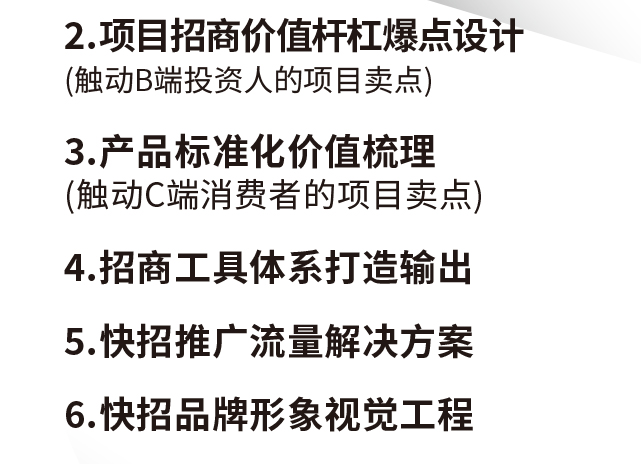 2.项目招商价值杆杠爆点设计
(触动B端投资人的项目卖点)
3.产品标准化价值梳理
(触动C端消费者的项目卖点)
4.招商工具体系打造输出
5.快招推广流量解决方案
6.快招品牌形象视觉工程